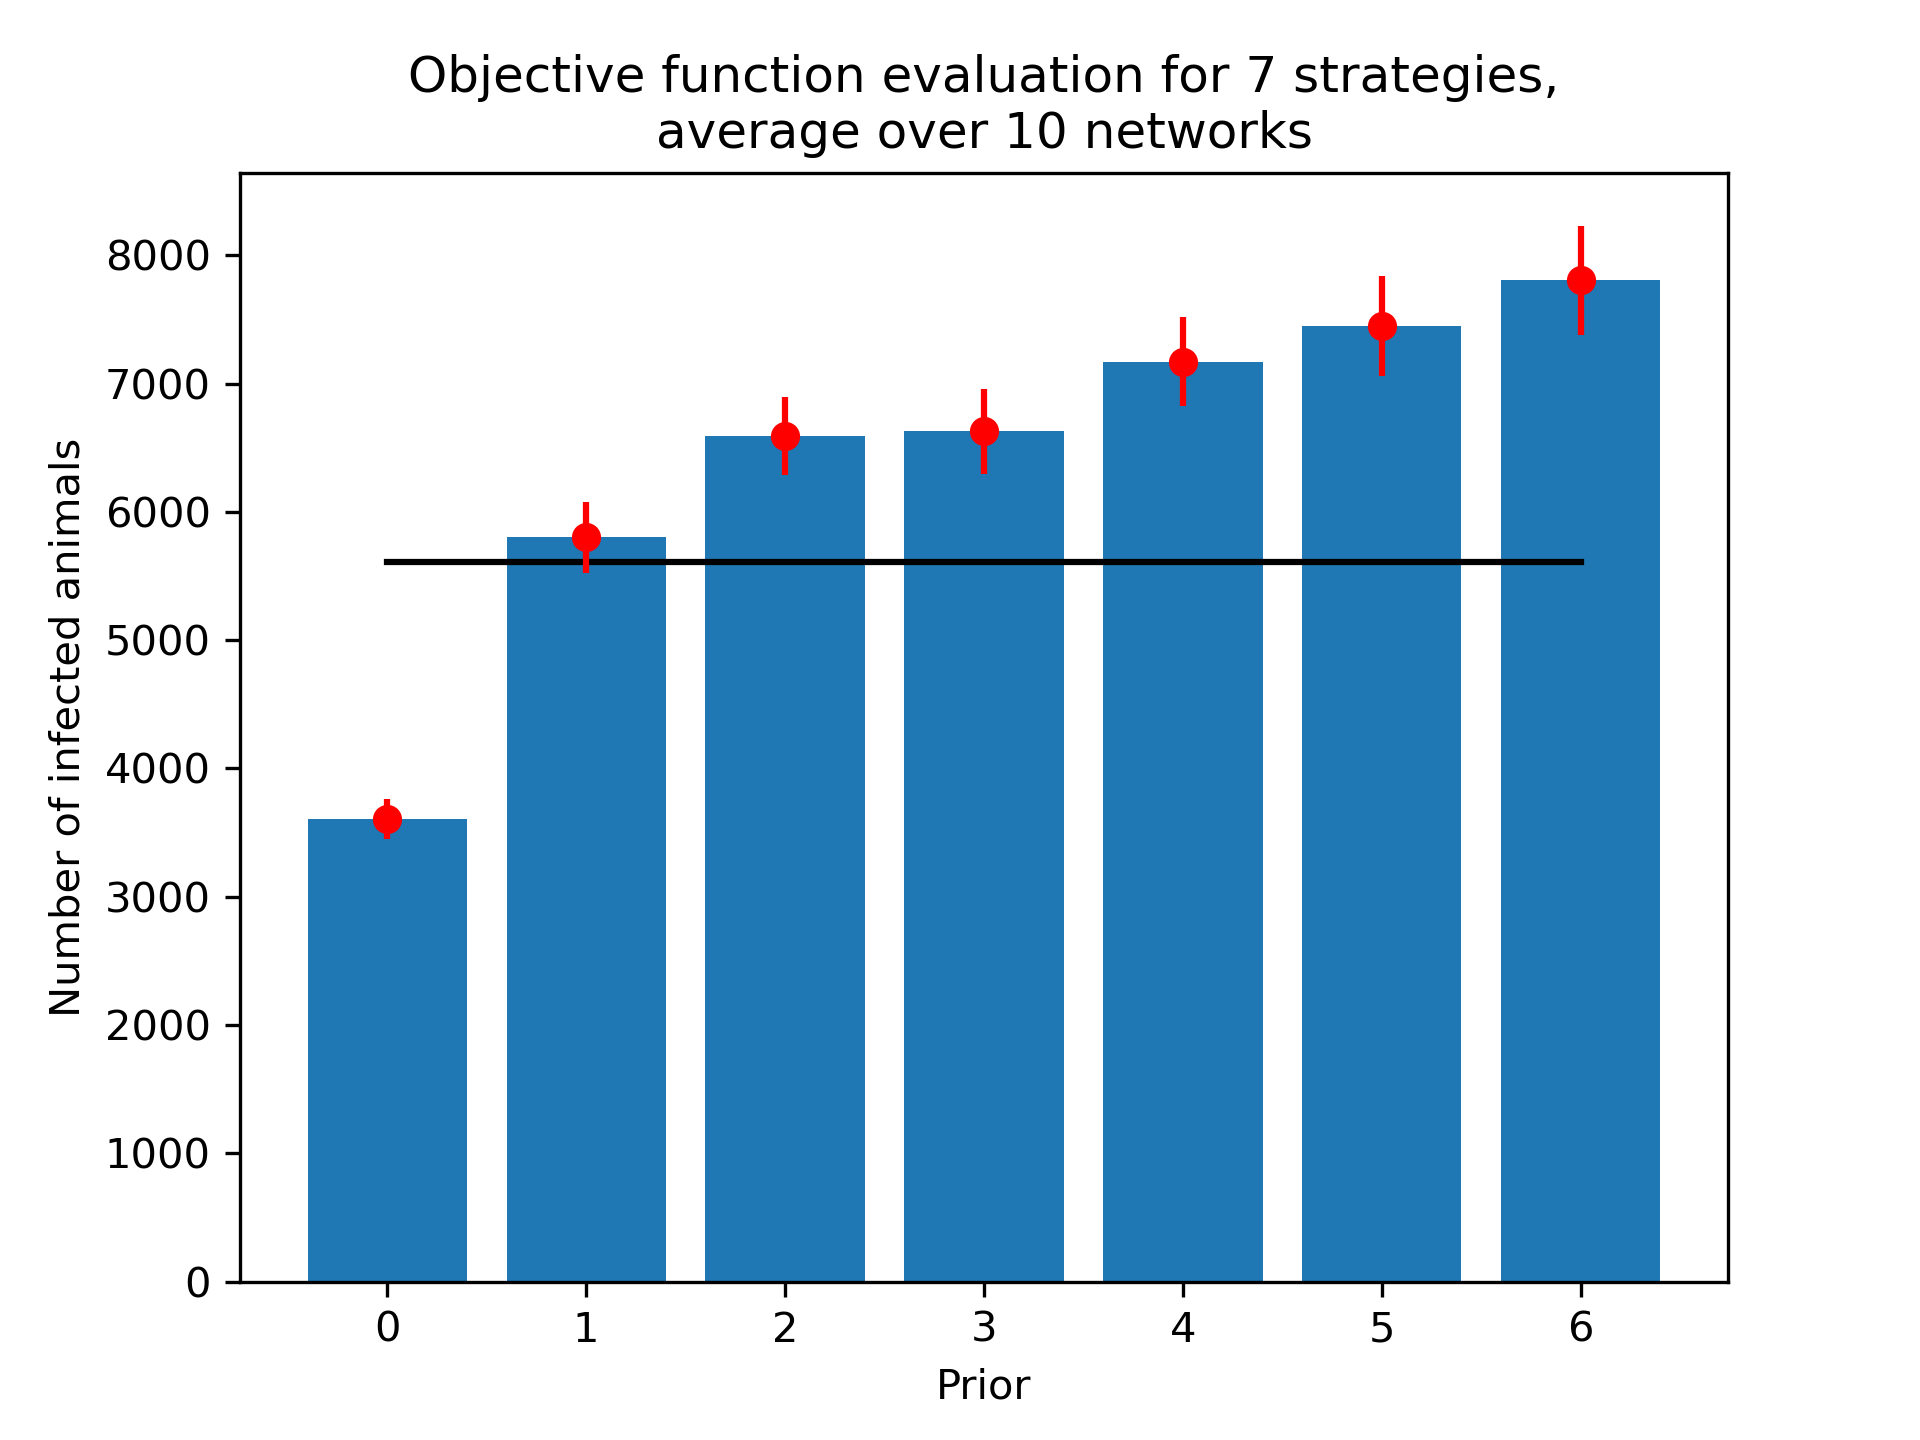 Objective function evaluation for 7 strategies,
average over 10 networks
Number of infected animals
8000
7000
6000
5000
4000
3000
2000
1000
0
0 1 2 3 4 5 6
Prior